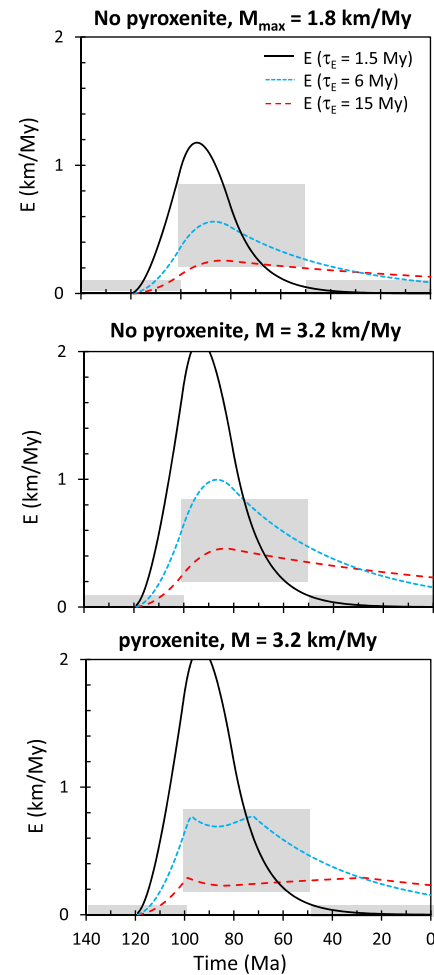 No pyroxenite, Mmax = 1.8 km/My
2
E (τE = 1.5 My)
E (τE = 6 My)
E (τE = 15 My)
1
E (km/My)
0
No pyroxenite, M = 3.2 km/My
2
1
E (km/My)
0
pyroxenite, M = 3.2 km/My
2
1
E (km/My)
0
140 120 100 80 60 40 20 0
Time (Ma)